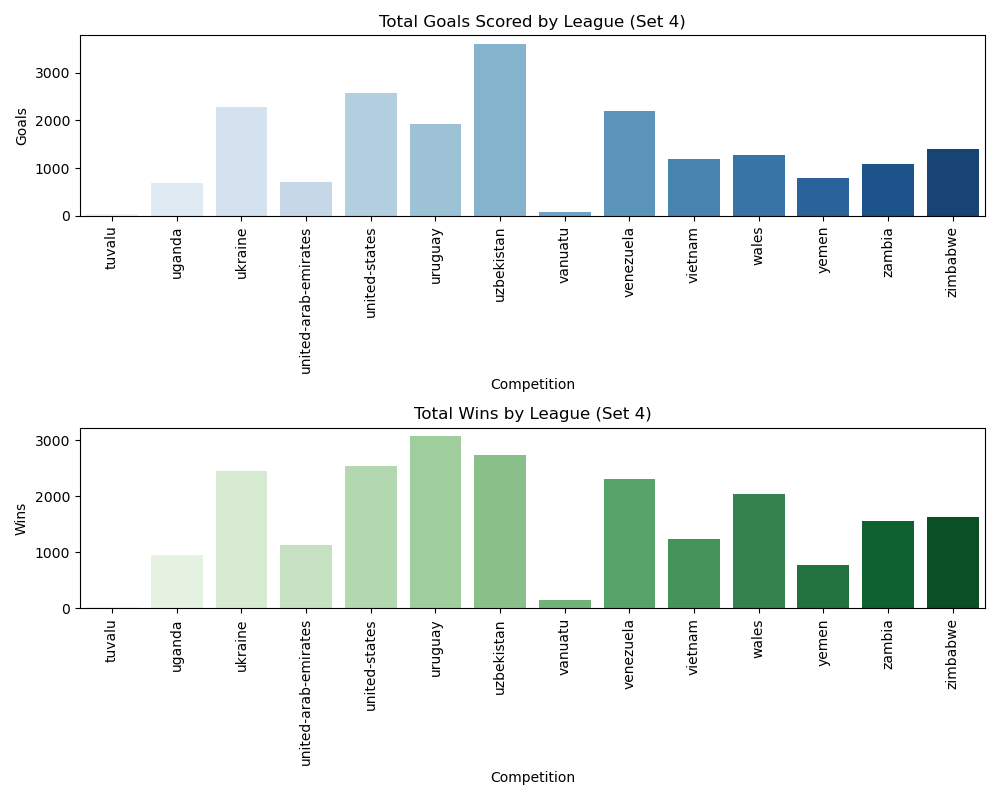 Total Goals Scored by League (Set 4)
Goals
3000
2000
1000
0
tuvalu
uganda
ukraine
united-arab-emirates
united-states
uruguay
uzbekistan
vanuatu
venezuela
vietnam
wales
yemen
zambia
zimbabwe
Competition
Total Wins by League (Set 4)
Wins
3000
2000
1000
0
tuvalu
uganda
ukraine
united-arab-emirates
united-states
uruguay
uzbekistan
vanuatu
venezuela
vietnam
wales
yemen
zambia
zimbabwe
Competition